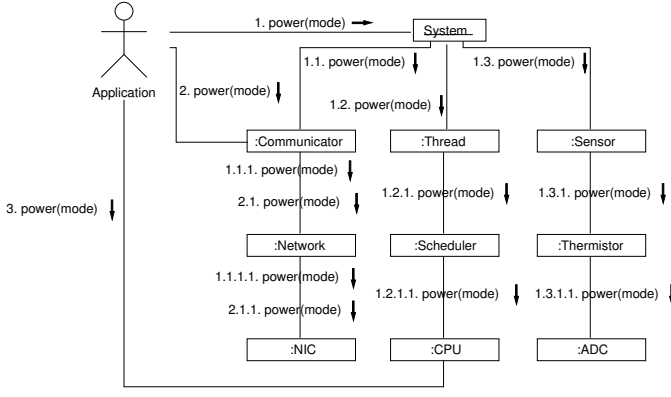 1. power(mode)
System
1.1. power(mode)
1.3. power(mode)
Application
2. power(mode)
1.2. power(mode)
:Communicator
:Thread
:Sensor
1.1.1. power(mode)
2.1. power(mode)
1.2.1. power(mode)
1.3.1. power(mode)
3. power(mode)
:Network
:Scheduler
:Thermistor
1.1.1.1. power(mode)
1.2.1.1. power(mode)
1.3.1.1. power(mode)
2.1.1. power(mode)
:NIC
:CPU
:ADC